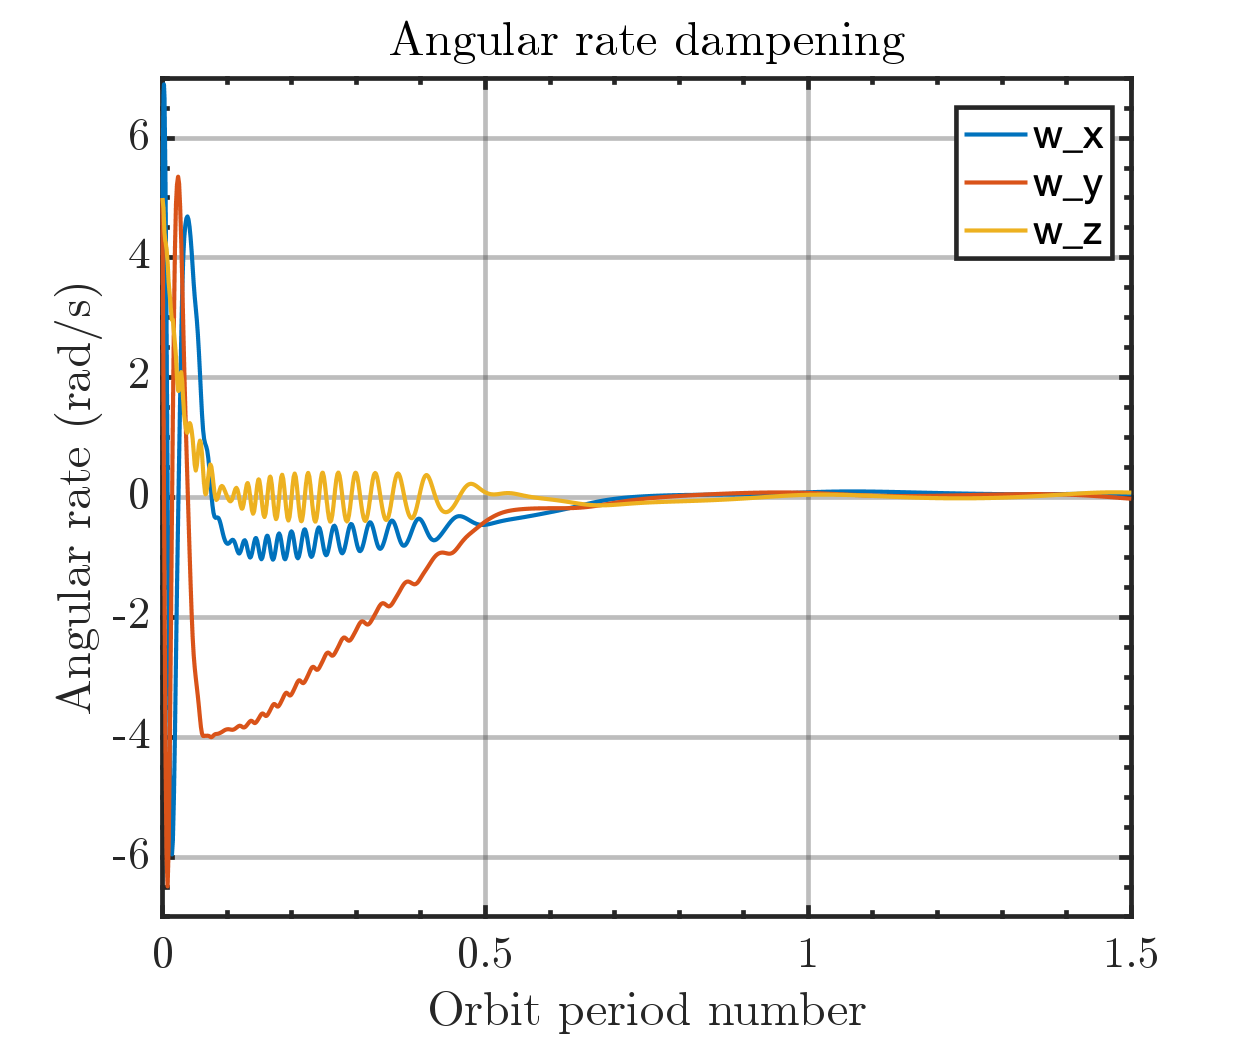 Angular rate dampening
w_x
w_y
w_z
Angular rate (rad/s)
6
4
2
0
-2
-4
-6
0 0.5 1 1.5
Orbit period number